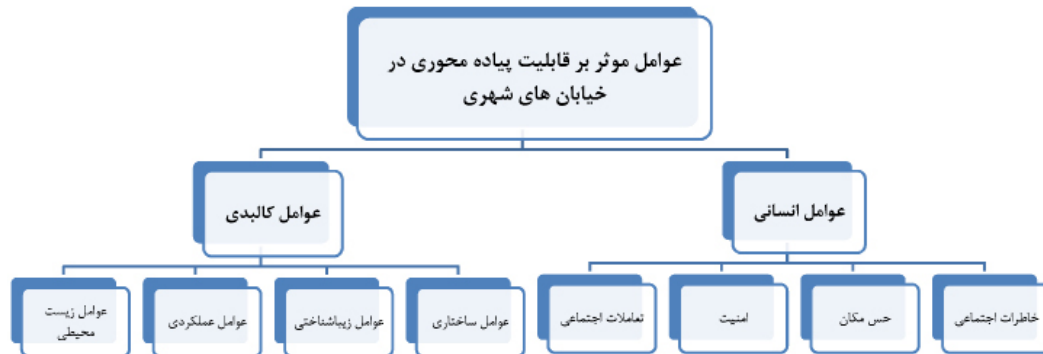 عوامل موثر بر قابلیت پیاده محوری در
خیابان های شهری
عوامل انسانی
عوامل کالبدی
خاطرات اجتماعی
حس مکان
امنیت
تعاملات اجتماعی
عوامل ساختاری
عوامل زیباشناختی
عوامل عملکردی
عوامل زیست
محیطی